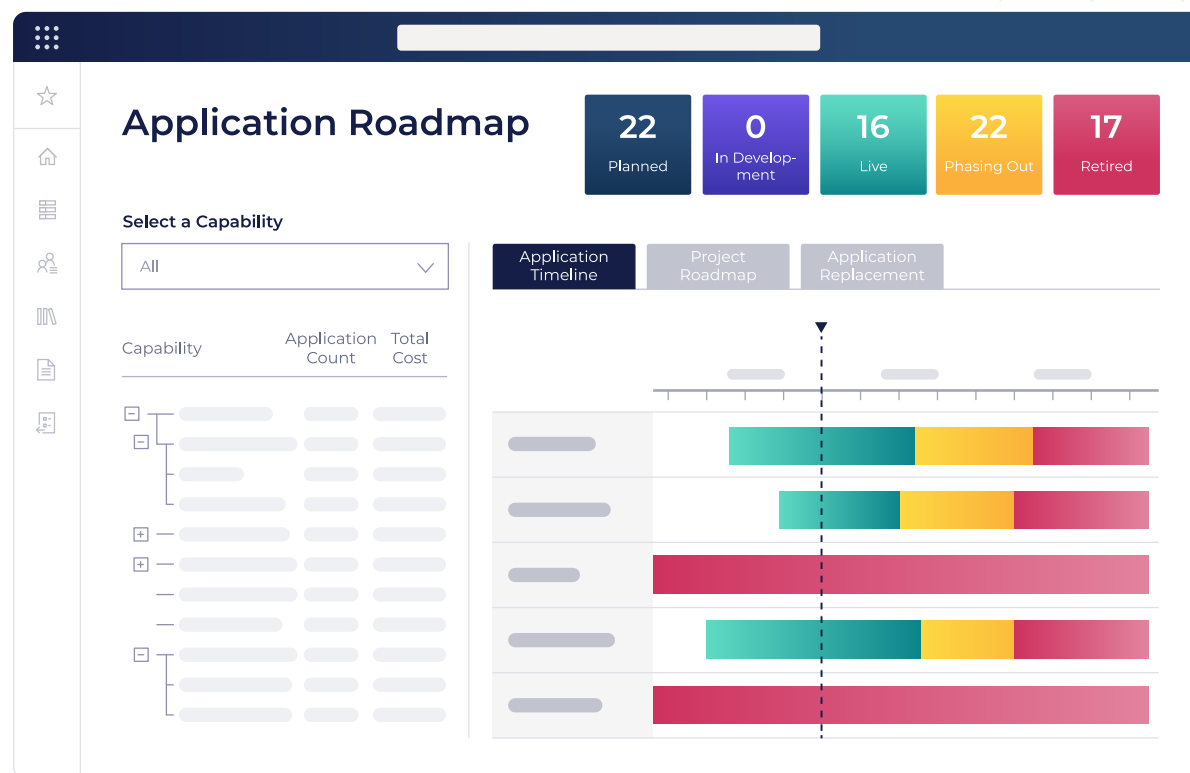 Application Roadmap
22
Planned
0
In Develop-
ment
16
Live
22
Phasing Out
17
Retired
Select a Capability
All
Application
Timeline
Project
Roadmap
Application
Replacement
Capability
Application
Count
Total
Cost